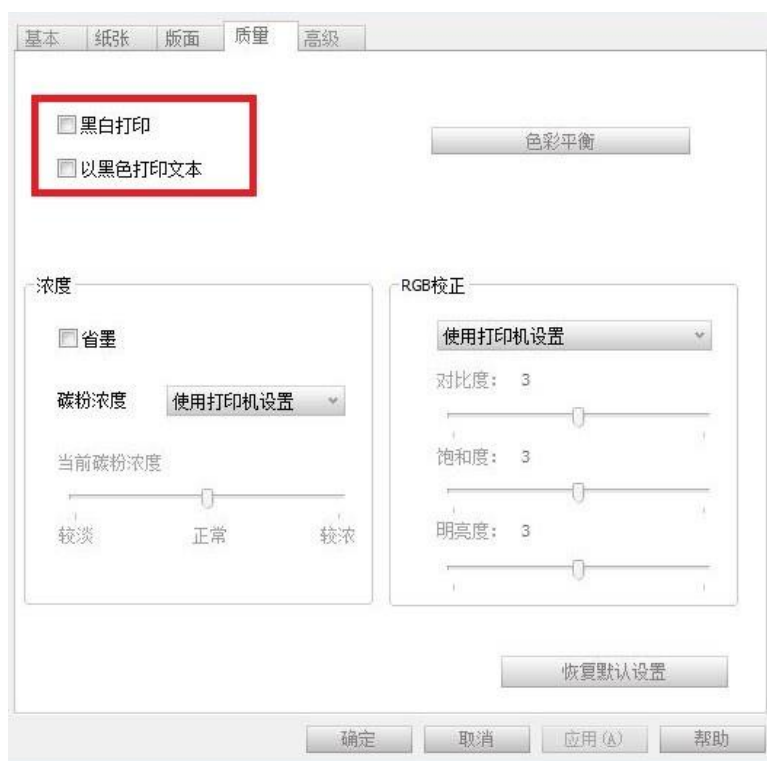 基本 纸张 版面 质量 高级
黑白打印
色彩平衡
以黑色打印文本
浓度
RGB校正
省墨
使用打印机设置
碳粉浓度 使用打印机设置
对比度： 3
当前碳粉浓度
饱和度： 3
较淡 正常 较浓
明亮度： 3
恢复默认设置
确定 取消 应用(A) 帮助